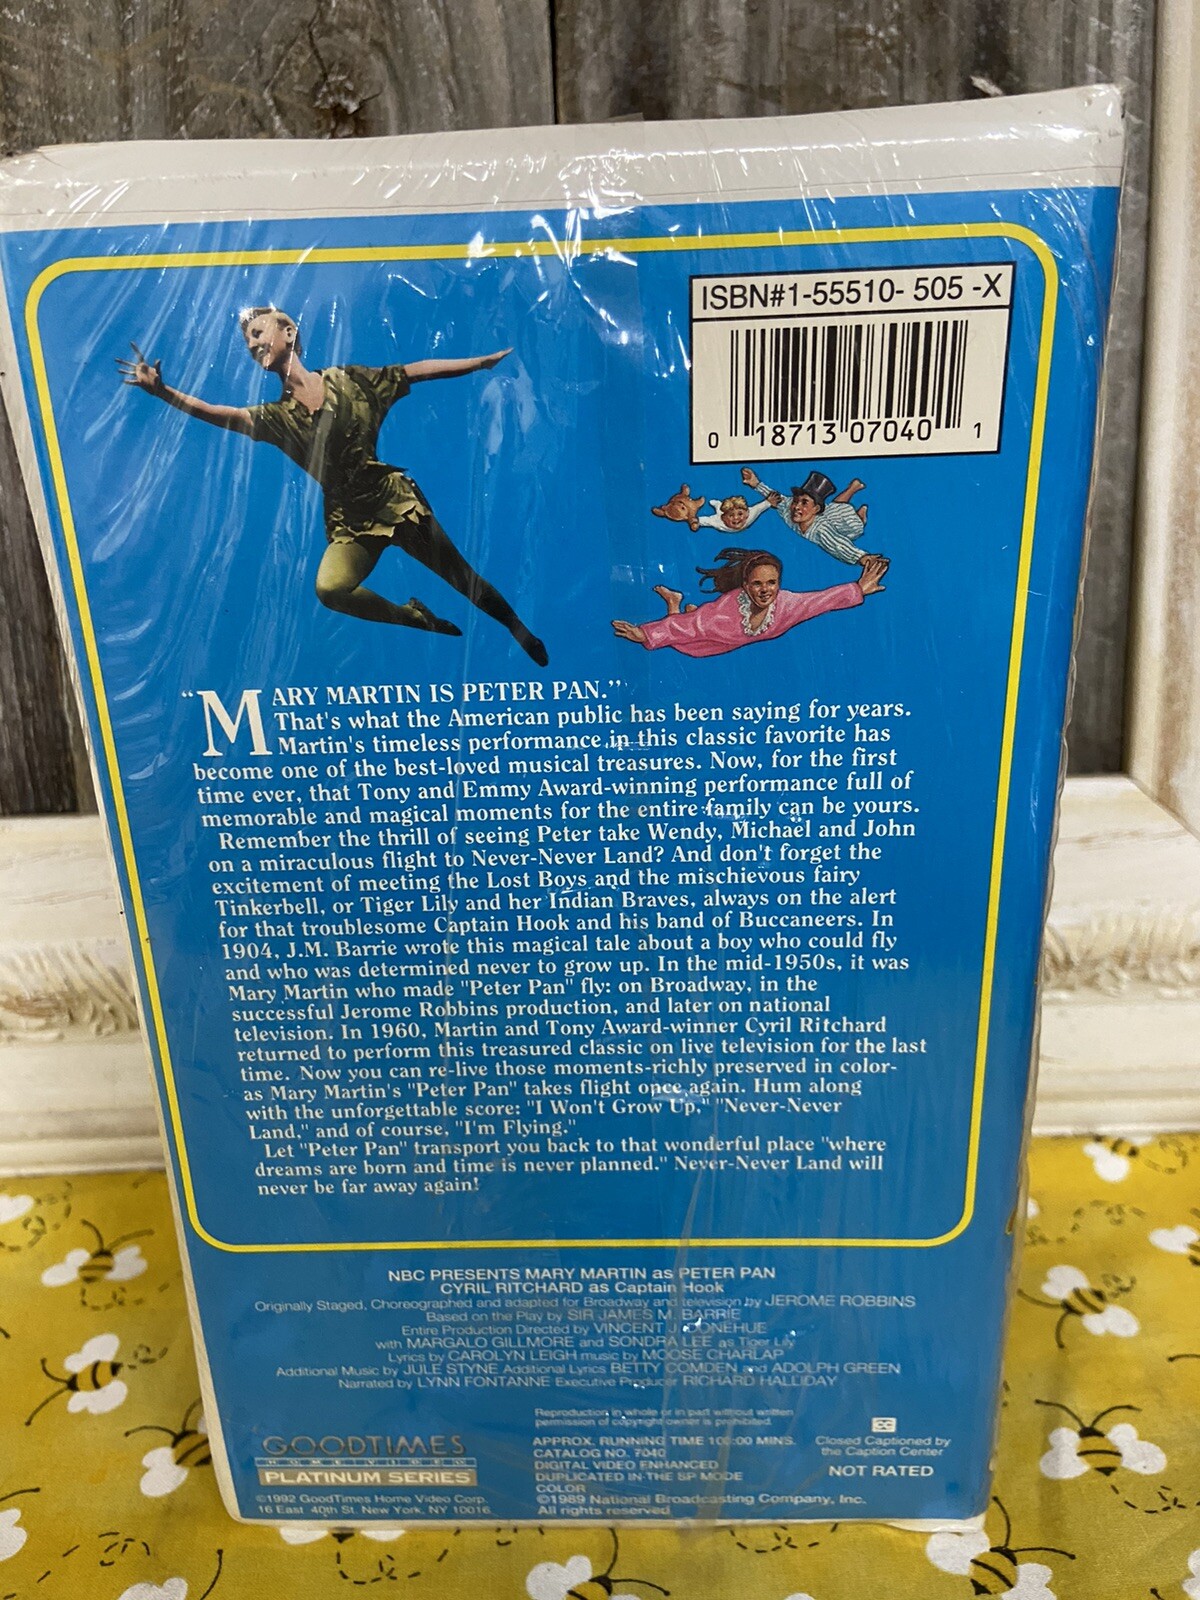 ISBN#1-55510- 505 -X
0 18713 07040 1
"MARY MARTIN IS PETER PAN."
That's what the American public has been saying for years.
Martin's timeless performance in this classic favorite has
become one of the best-loved musical treasures. Now, for the first
time ever, that Tony and Emmy Award-winning performance full of
memorable and magical moments for the entire family can be yours.
Remember the thrill of seeing Peter take Wendy, Michael and John
on a miraculous flight to Never-Never Land? And don't forget the
excitement of meeting the Lost Boys and the mischievous fairy
Tinkerbell, or Tiger Lily and her Indian Braves, always on the alert
for that troublesome Captain Hook and his band of Buccaneers. In
1904, J.M. Barrie wrote this magical tale about a boy who could fly
and who was determined never to grow up. In the mid-1950s, it was
Mary Martin who made "Peter Pan" fly: on Broadway, in the
successful Jerome Robbins production, and later on national
television. In 1960, Martin and Tony Award-winner Cyril Ritchard
returned to perform this treasured classic on live television for the last
time. Now you can re-live those moments-richly preserved in color-
as Mary Martin's "Peter Pan" takes flight once again. Hum along
with the unforgettable score: "I Won't Grow Up," "Never-Never
Land," and of course, "I'm Flying."
Let "Peter Pan" transport you back to that wonderful place "where
dreams are born and time is never planned." Never-Never Land will
never be far away again!
NBC PRESENTS MARY MARTIN as PETER PAN
CYRIL RITCHARD as Captain Hook
Originally Staged, Choreographed and adapted for Broadway and television by JEROME ROBBINS
Based on the Play by SIR JAMES M. BARRIE
Entire Production Directed by VINCENT J. DONEHUE
with MARGALO GILLMORE and SONDRA LEE as Tiger Lily
Lyrics by CAROLYN LEIGH music by MOOSE CHARLAP
Additional Music by JULE STYNE Additional Lyrics BETTY COMDEN and ADOLPH GREEN
Narrated by LYNN FONTANNE Executive Producer RICHARD HALLIDAY
Reproduction in whole or in part without written
permission of copyright owner is prohibited.
GOODTIMES
HOME VIDEO
PLATINUM SERIES
©1992 GoodTimes Home Video Corp.
16 East 40th St. New York, NY 10016
APPROX. RUNNING TIME 100:00 MINS.
CATALOG NO. 7040
DIGITAL VIDEO ENHANCED
DUPLICATED IN THE SP MODE
COLOR
©1989 National Broadcasting Company, Inc.
All rights reserved
CC
Closed Captioned by
the Caption Center
NOT RATED